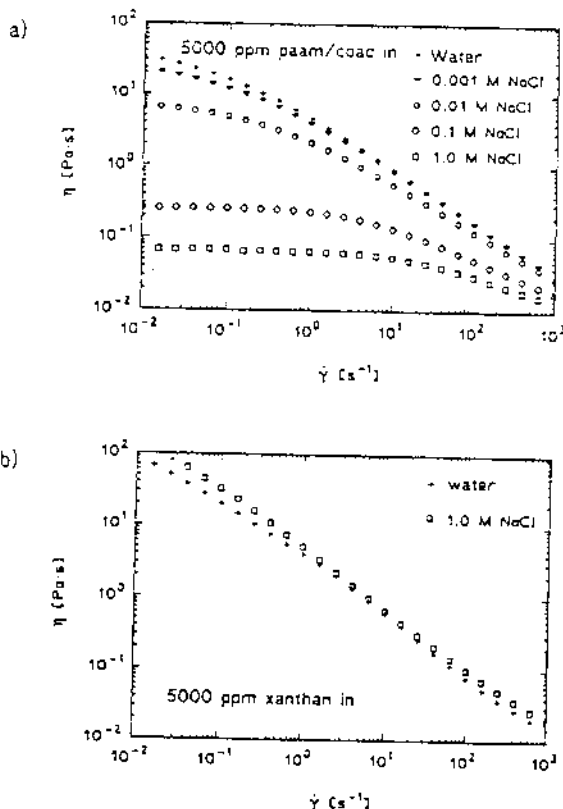 a)
5000 ppm paam/coac in
Water
0.001 M NaCl
0.01 M NaCl
0.1 M NaCl
1.0 M NaCl
η [Pa·s]
10²
10¹
10⁰
10⁻¹
10⁻²
10⁻² 10⁻¹ 10⁰ 10¹ 10² 10³
γ̇ [s⁻¹]
b)
water
1.0 M NaCl
η [Pa·s]
10²
10¹
10⁰
10⁻¹
10⁻²
5000 ppm xanthan in
10⁻² 10⁻¹ 10⁰ 10¹ 10² 10³
γ̇ [s⁻¹]